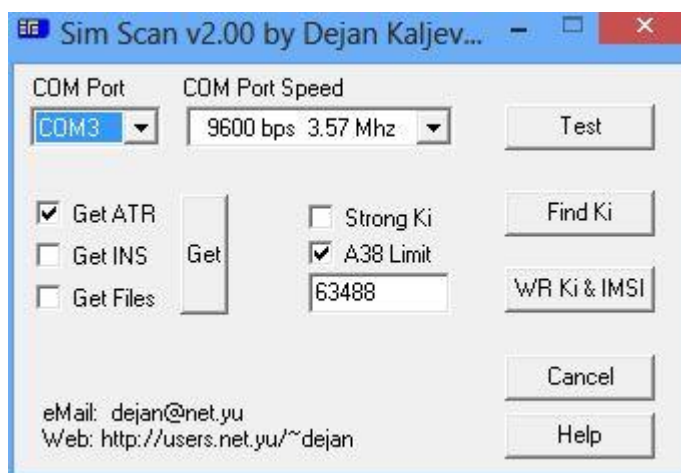 Sim Scan v2.00 by Dejan Kaljev...
COM Port COM Port Speed
COM3 9600 bps 3.57 Mhz Test
Get ATR Strong Ki Find Ki
Get INS Get A38 Limit
Get Files 63488 WR Ki & IMSI
Cancel
eMail: dejan@net.yu
Web: http://users.net.yu/~dejan Help